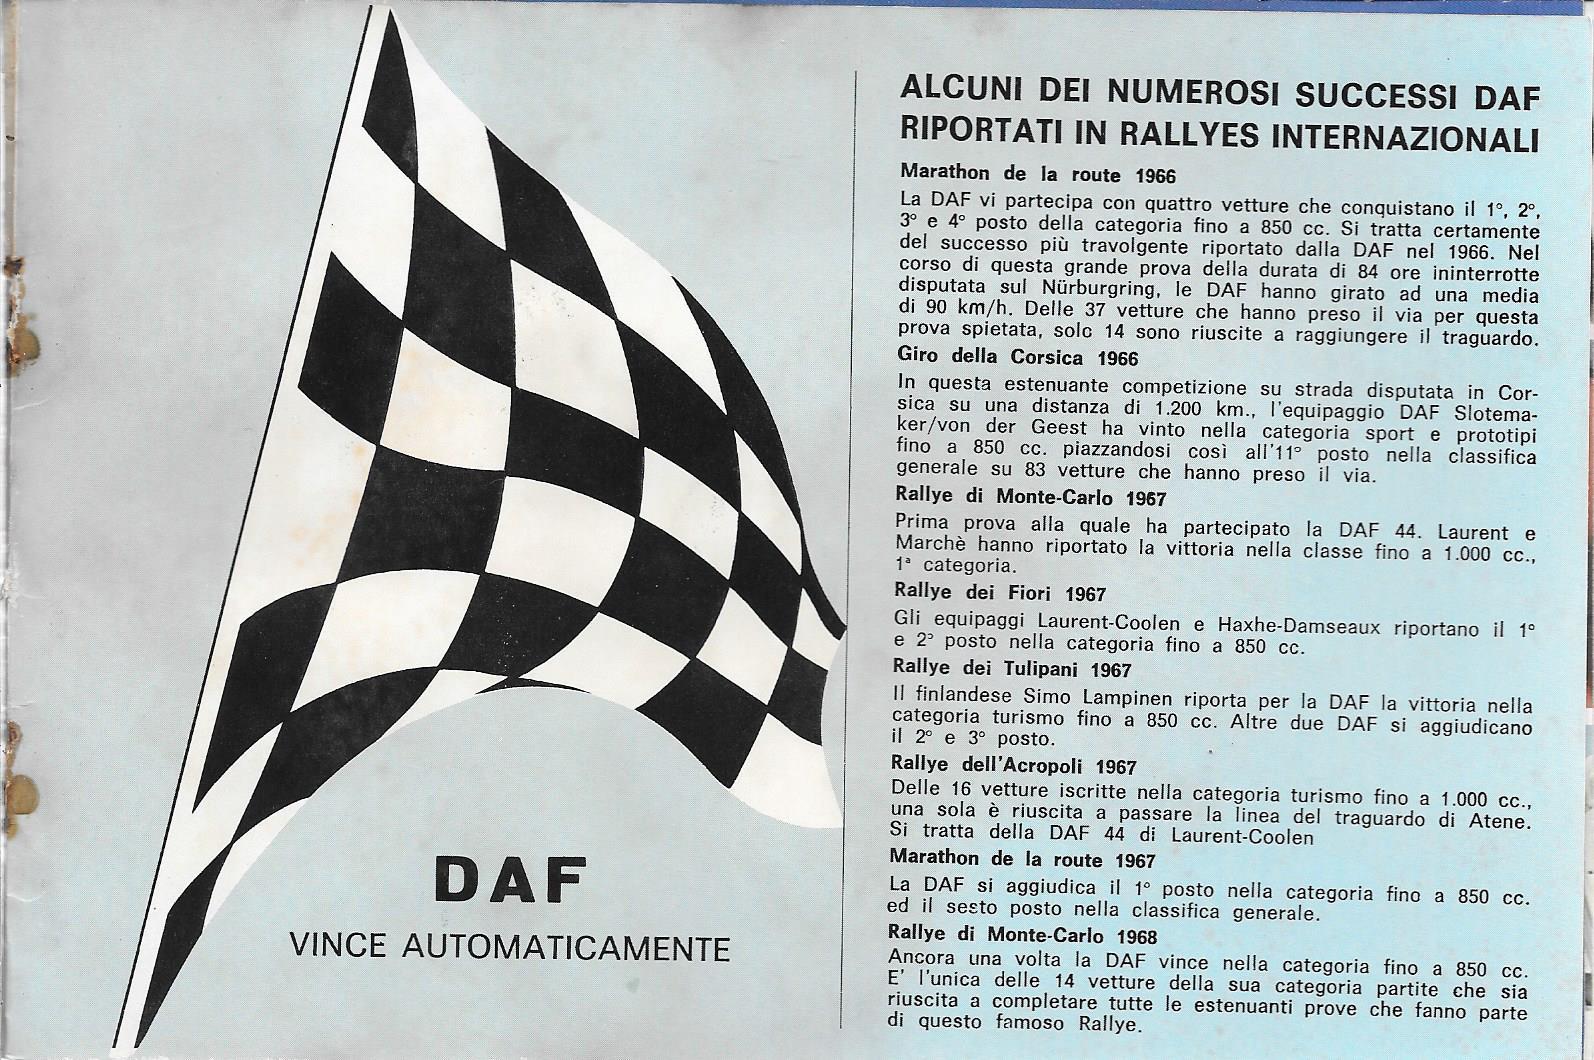 DAF
VINCE AUTOMATICAMENTE
ALCUNI DEI NUMEROSI SUCCESSI DAF
RIPORTATI IN RALLYES INTERNAZIONALI
Marathon de la route 1966
La DAF vi partecipa con quattro vetture che conquistano il 1°, 2°,
3° e 4° posto della categoria fino a 850 cc. Si tratta certamente
del successo più travolgente riportato dalla DAF nel 1966. Nel
corso di questa grande prova della durata di 84 ore ininterrotte
disputata sul Nürburgring, le DAF hanno girato ad una media
di 90 km/h. Delle 37 vetture che hanno preso il via per questa
prova spietata, solo 14 sono riuscite a raggiungere il traguardo.
Giro della Corsica 1966
In questa estenuante competizione su strada disputata in Cor-
sica su una distanza di 1.200 km., l'equipaggio DAF Slotema-
ker/von der Geest ha vinto nella categoria sport e prototipi
fino a 850 cc. piazzandosi così all'11° posto nella classifica
generale su 83 vetture che hanno preso il via.
Rallye di Monte-Carlo 1967
Prima prova alla quale ha partecipato la DAF 44. Laurent e
Marchè hanno riportato la vittoria nella classe fino a 1.000 cc.,
1ª categoria.
Rallye dei Fiori 1967
Gli equipaggi Laurent-Coolen e Haxhe-Damseaux riportano il 1°
e 2° posto nella categoria fino a 850 cc.
Rallye dei Tulipani 1967
Il finlandese Simo Lampinen riporta per la DAF la vittoria nella
categoria turismo fino a 850 cc. Altre due DAF si aggiudicano
il 2° e 3° posto.
Rallye dell'Acropoli 1967
Delle 16 vetture iscritte nella categoria turismo fino a 1.000 cc.,
una sola è riuscita a passare la linea del traguardo di Atene.
Si tratta della DAF 44 di Laurent-Coolen
Marathon de la route 1967
La DAF si aggiudica il 1° posto nella categoria fino a 850 cc.
ed il sesto posto nella classifica generale.
Rallye di Monte-Carlo 1968
Ancora una volta la DAF vince nella categoria fino a 850 cc.
E' l'unica delle 14 vetture della sua categoria partite che sia
riuscita a completare tutte le estenuanti prove che fanno parte
di questo famoso Rallye.